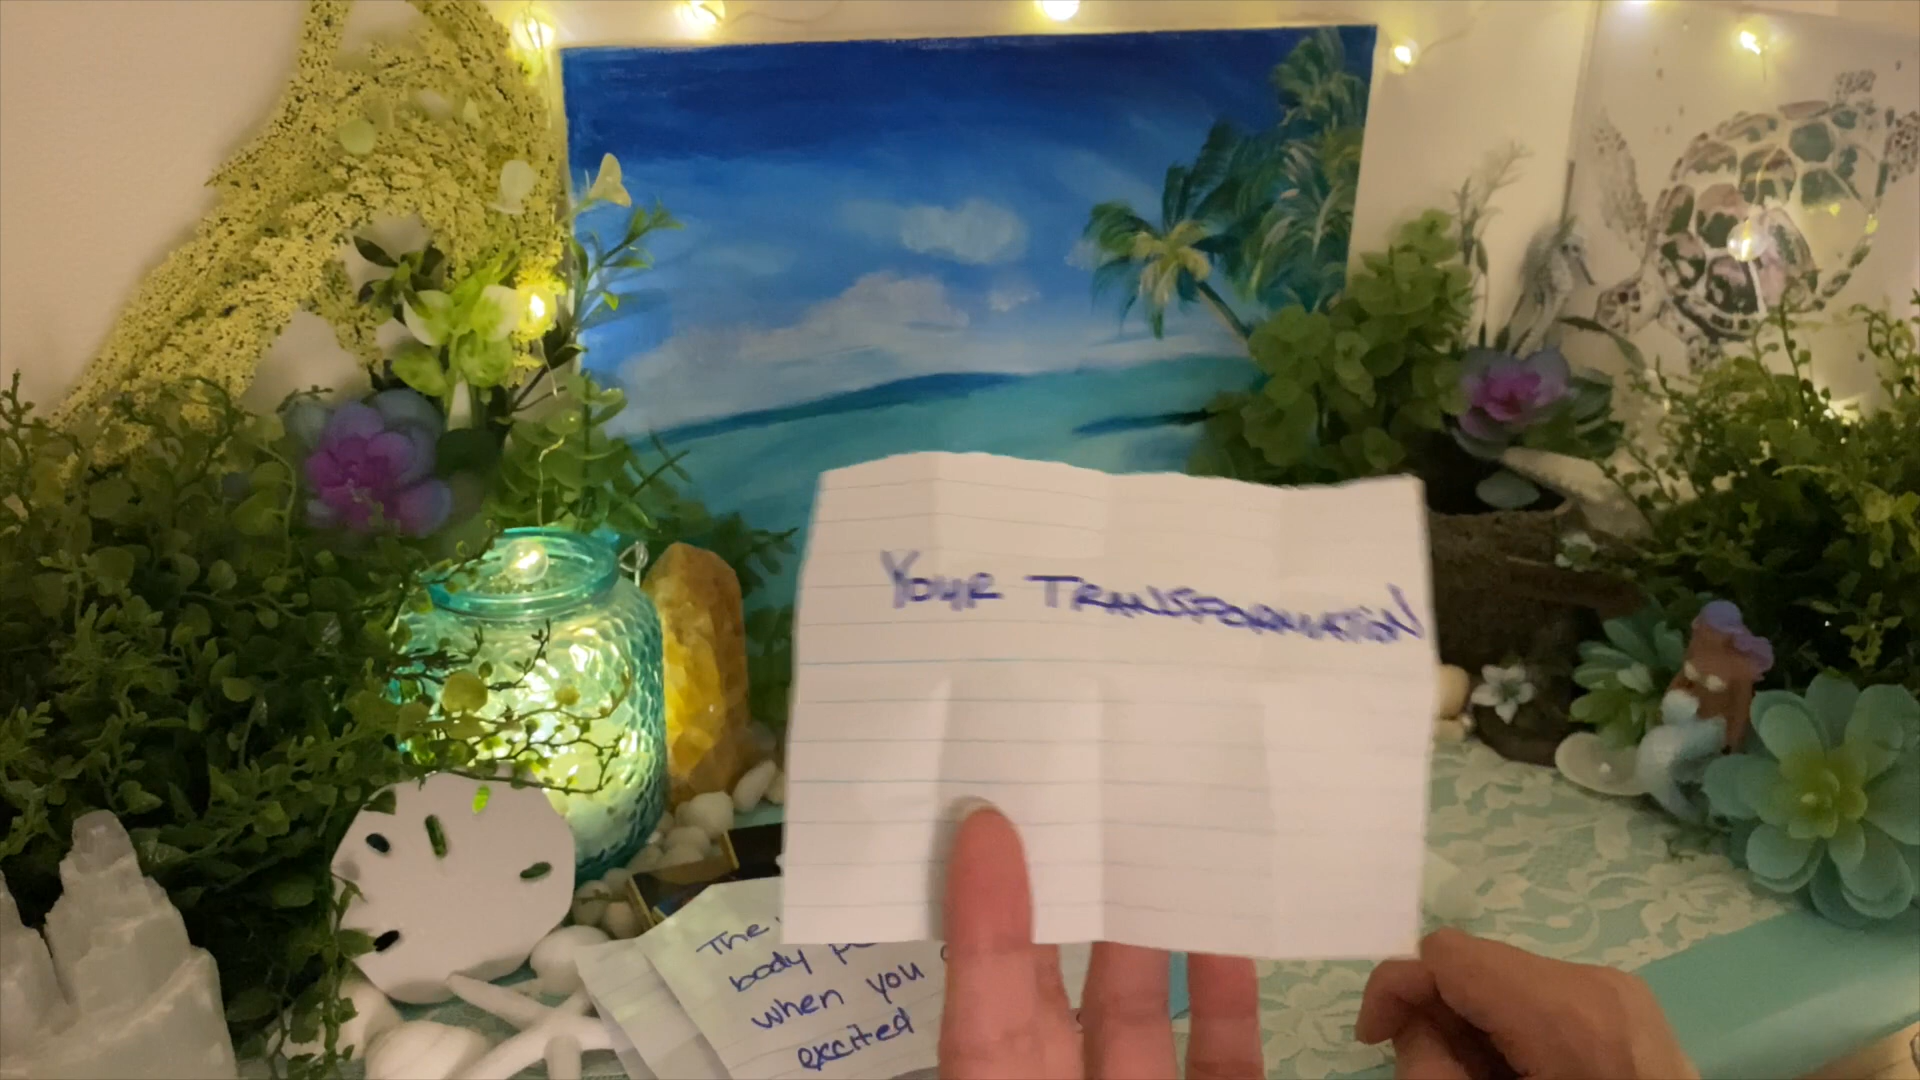 YOUR TRANSFORMATION
The
body
when you
excited